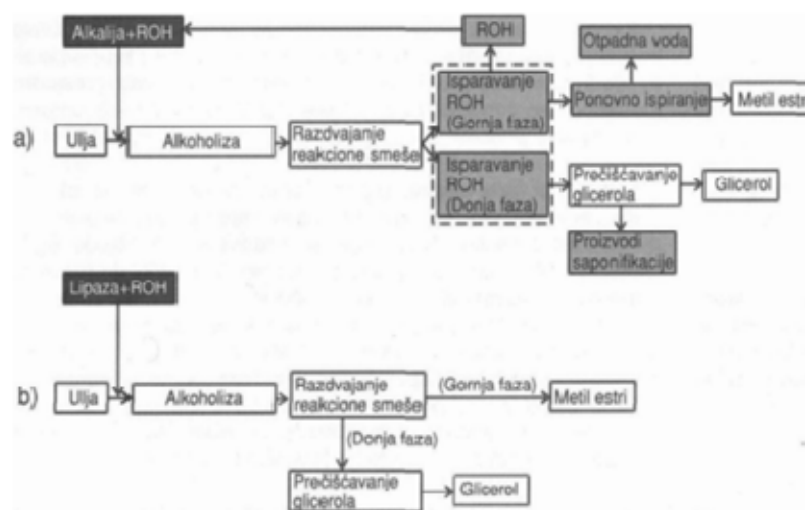 Alkalija+ROH
ROH
Otpadna voda
Isparavanje
ROH
(Gornja faza)
Ponovno ispiranje
Metil estri
a)
Ulja
Alkoholiza
Razdvajanje
reakcione smeše
Isparavanje
ROH
(Donja faza)
Prečišćavanje
glicerola
Glicerol
Proizvodi
saponifikacije
Lipaza+ROH
b)
Ulja
Alkoholiza
Razdvajanje
reakcione smeše
(Gornja faza)
Metil estri
(Donja faza)
Prečišćavanje
glicerola
Glicerol